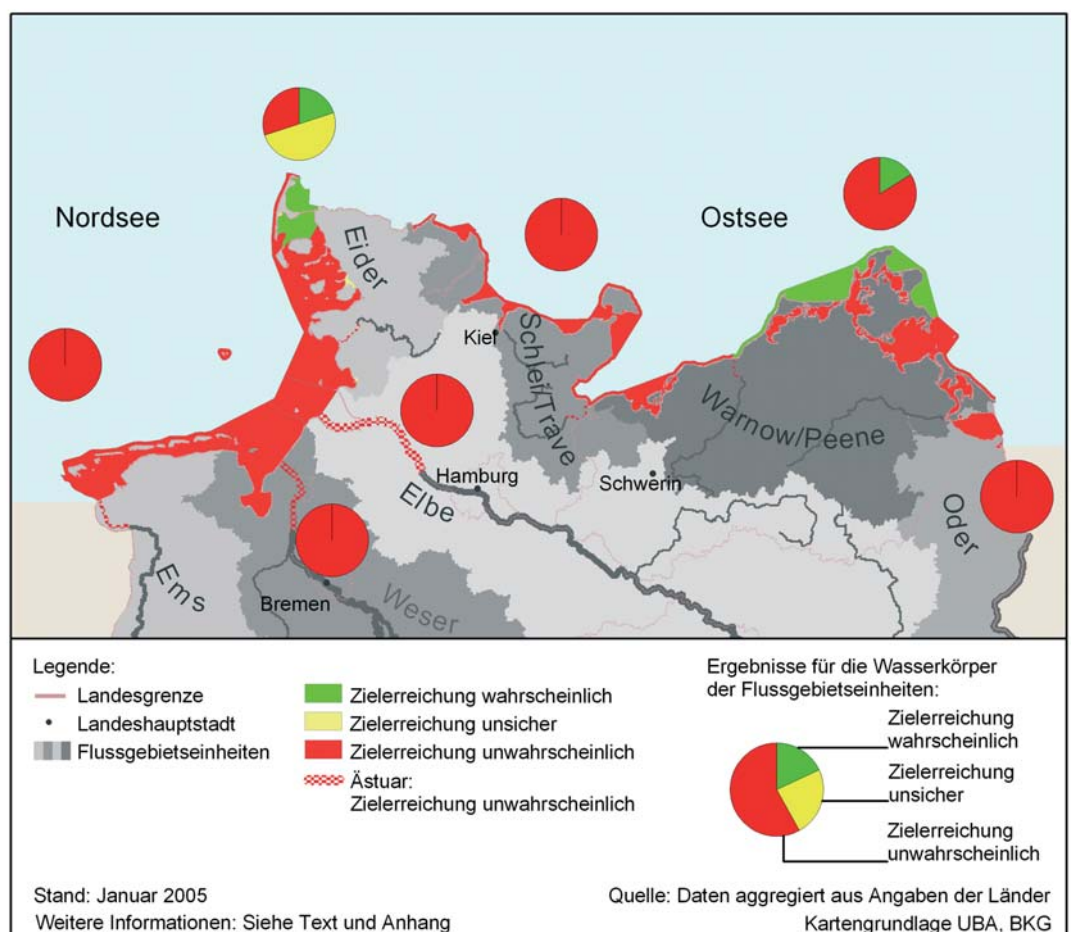 Nordsee
Ostsee
Eider
Kiel
Schlei/Trave
Warnow/Peene
Hamburg
Schwerin
Elbe
Oder
Ems
Bremen
Weser
Legende:
Landesgrenze
Landeshauptstadt
Flussgebietseinheiten
Zielerreichung wahrscheinlich
Zielerreichung unsicher
Zielerreichung unwahrscheinlich
Ästuar:
Zielerreichung unwahrscheinlich
Ergebnisse für die Wasserkörper
der Flussgebietseinheiten:
Zielerreichung
wahrscheinlich
Zielerreichung
unsicher
Zielerreichung
unwahrscheinlich
Stand: Januar 2005
Weitere Informationen: Siehe Text und Anhang
Quelle: Daten aggregiert aus Angaben der Länder
Kartengrundlage UBA, BKG